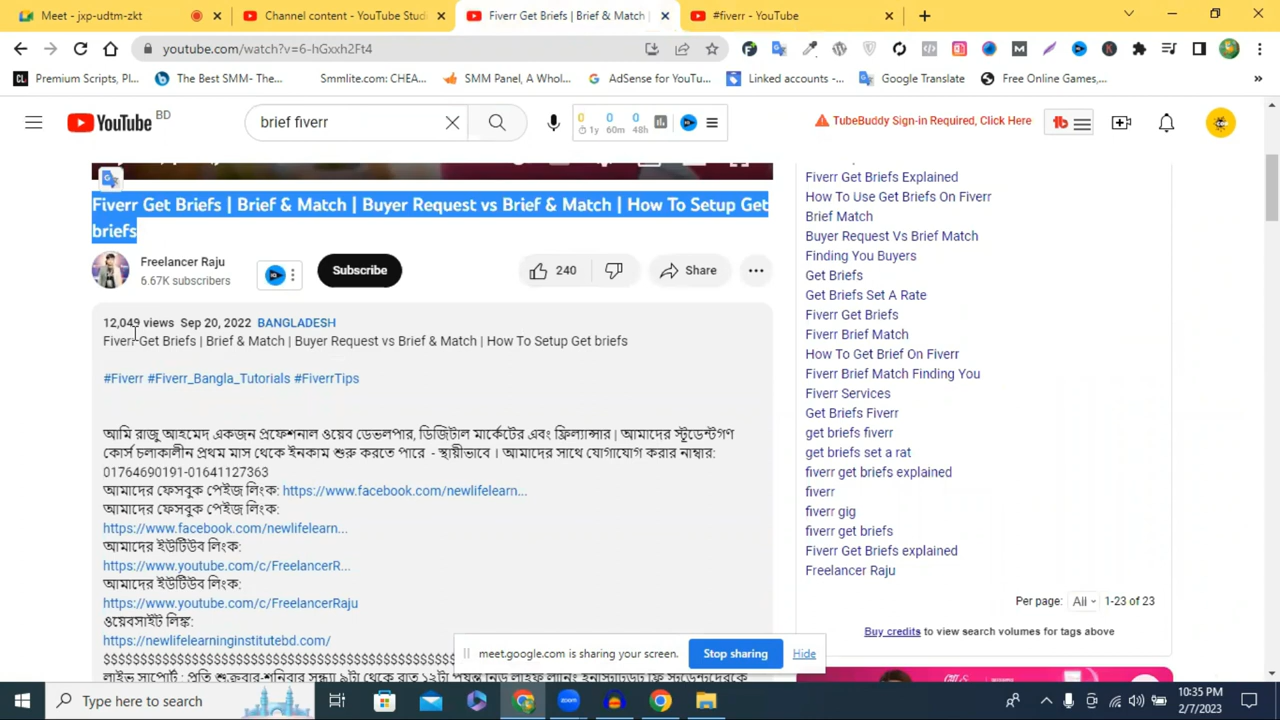 Meet - jxp-udtm-zkt
Channel content - YouTube Stud
Fiverr Get Briefs | Brief & Match |
#fiverr - YouTube
youtube.com/watch?v=6-hGxxh2Ft4
Premium Scripts, Pl...
The Best SMM- The...
Smmlite.com: CHEA...
SMM Panel, A Whol...
AdSense for YouTu...
Linked accounts -...
Google Translate
Free Online Games,...
YouTube BD
brief fiverr
0 0 0
1y 60m 48h
TubeBuddy Sign-in Required, Click Here
Fiverr Get Briefs | Brief & Match | Buyer Request vs Brief & Match | How To Setup Get
briefs
Freelancer Raju
6.67K subscribers
Subscribe
240
Share
12,049 views Sep 20, 2022 BANGLADESH
Fiverr Get Briefs | Brief & Match | Buyer Request vs Brief & Match | How To Setup Get briefs
#Fiverr #Fiverr_Bangla_Tutorials #FiverrTips
আমি রাজু আহমেদ একজন প্রফেশনাল ওয়েব ডেভলপার, ডিজিটাল মার্কেটের এবং ফ্রিল্যান্সার | আমাদের স্টূডেন্টগণ
কোর্স চলাকালীন প্রথম মাস থেকে ইনকাম শুরু করতে পারে - স্থায়ীভাবে । আমাদের সাথে যোগাযোগ করার নাম্বার:
01764690191-01641127363
আমাদের ফেসবুক পেইজ লিংক: https://www.facebook.com/newlifelearn...
আমাদের ফেসবুক পেইজ লিংক:
https://www.facebook.com/newlifelearn...
আমাদের ইউটিউব লিংক:
https://www.youtube.com/c/FreelancerR...
আমাদের ইউটিউব লিংক:
https://www.youtube.com/c/FreelancerRaju
ওয়েবসাইট লিঙ্ক:
https://newlifelearninginstitutebd.com/
Fiverr Get Briefs Explained
How To Use Get Briefs On Fiverr
Brief Match
Buyer Request Vs Brief Match
Finding You Buyers
Get Briefs
Get Briefs Set A Rate
Fiverr Get Briefs
Fiverr Brief Match
How To Get Brief On Fiverr
Fiverr Brief Match Finding You
Fiverr Services
Get Briefs Fiverr
get briefs fiverr
get briefs set a rat
fiverr get briefs explained
fiverr
fiverr gig
fiverr get briefs
Fiverr Get Briefs explained
Freelancer Raju
Per page: All 1-23 of 23
Buy credits to view search volumes for tags above
meet.google.com is sharing your screen.
Stop sharing
Hide
Type here to search
10:35 PM
2/7/2023